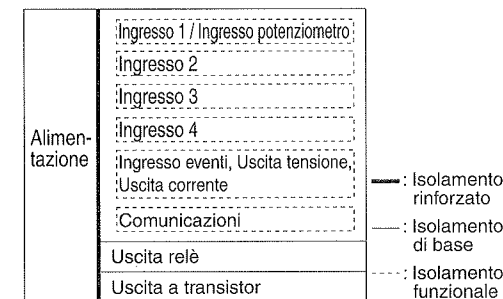 Alimen-
tazione
Ingresso 1 / Ingresso potenziometro
Ingresso 2
Ingresso 3
Ingresso 4
Ingresso eventi, Uscita tensione,
Uscita corrente
Comunicazioni
Uscita relè
Uscita a transistor
: Isolamento
rinforzato
: Isolamento
di base
: Isolamento
funzionale